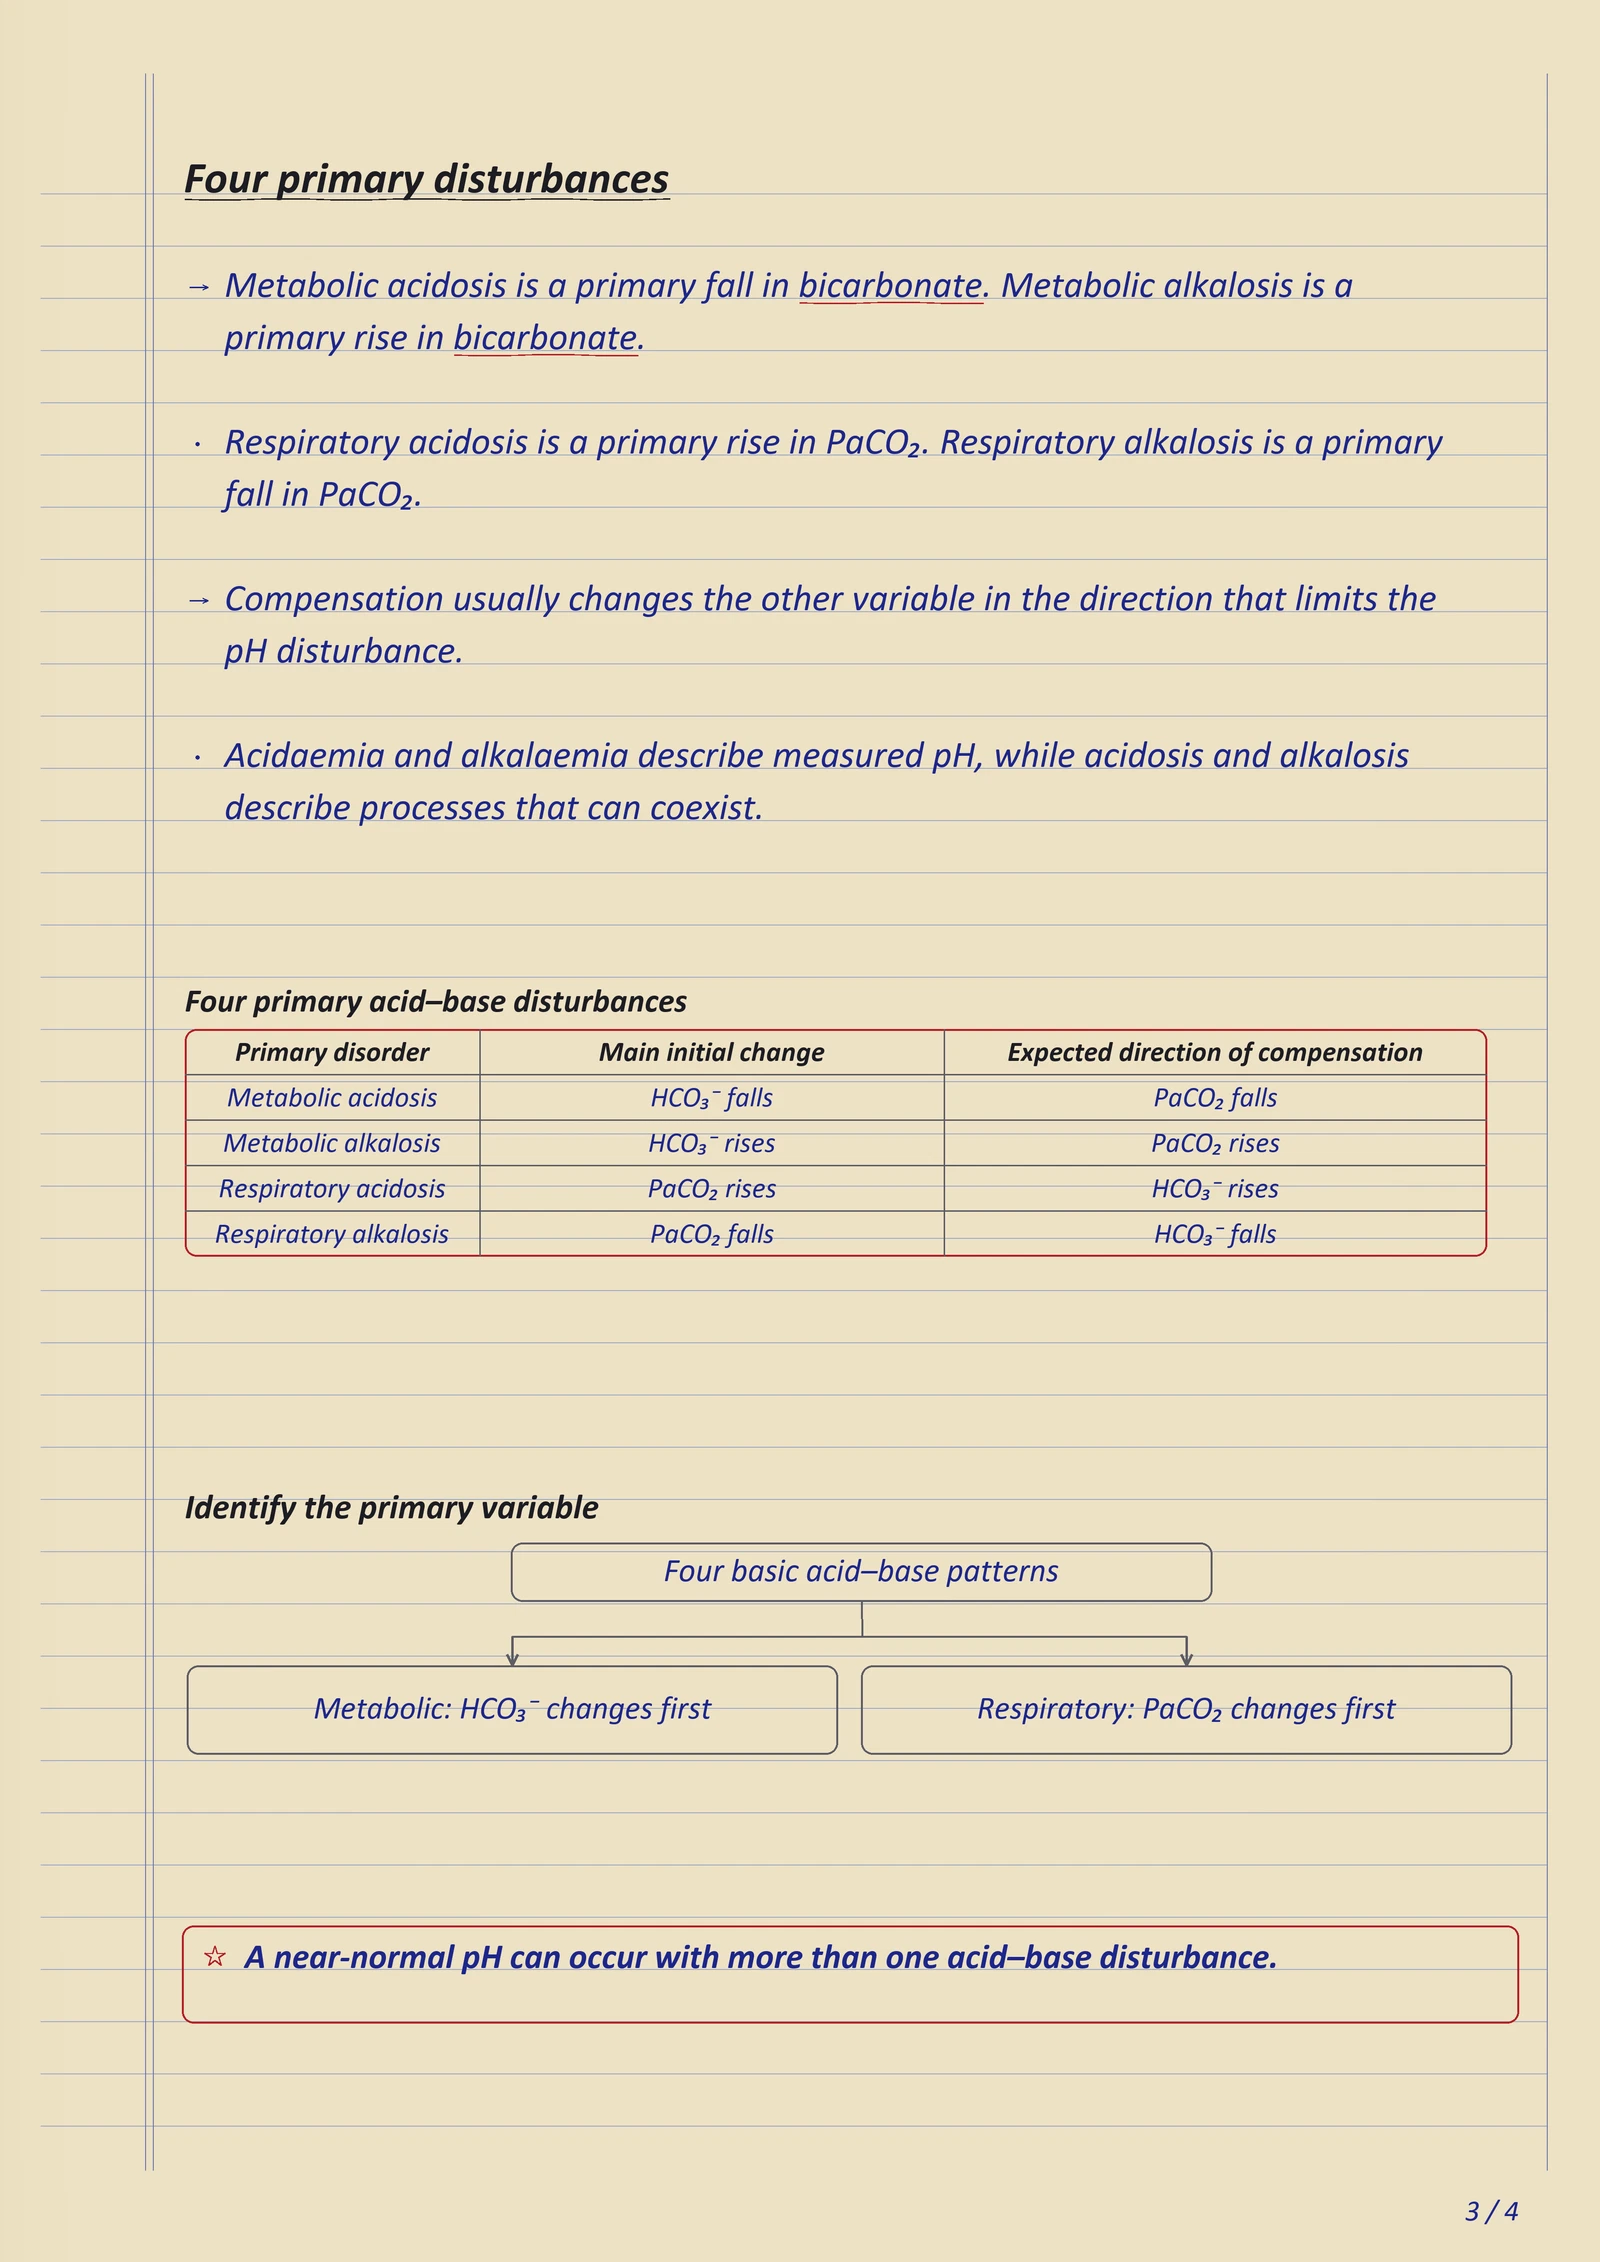 Four primary disturbances
→ Metabolic acidosis is a primary fall in bicarbonate. Metabolic alkalosis is a
primary rise in bicarbonate.
· Respiratory acidosis is a primary rise in PaCO₂. Respiratory alkalosis is a primary
fall in PaCO₂.
→ Compensation usually changes the other variable in the direction that limits the
pH disturbance.
· Acidaemia and alkalaemia describe measured pH, while acidosis and alkalosis
describe processes that can coexist.
Four primary acid–base disturbances
Primary disorder Main initial change Expected direction of compensation
Metabolic acidosis HCO₃⁻ falls PaCO₂ falls
Metabolic alkalosis HCO₃⁻ rises PaCO₂ rises
Respiratory acidosis PaCO₂ rises HCO₃⁻ rises
Respiratory alkalosis PaCO₂ falls HCO₃⁻ falls
Identify the primary variable
Four basic acid–base patterns
Metabolic: HCO₃⁻ changes first Respiratory: PaCO₂ changes first
☆ A near-normal pH can occur with more than one acid–base disturbance.
3 / 4